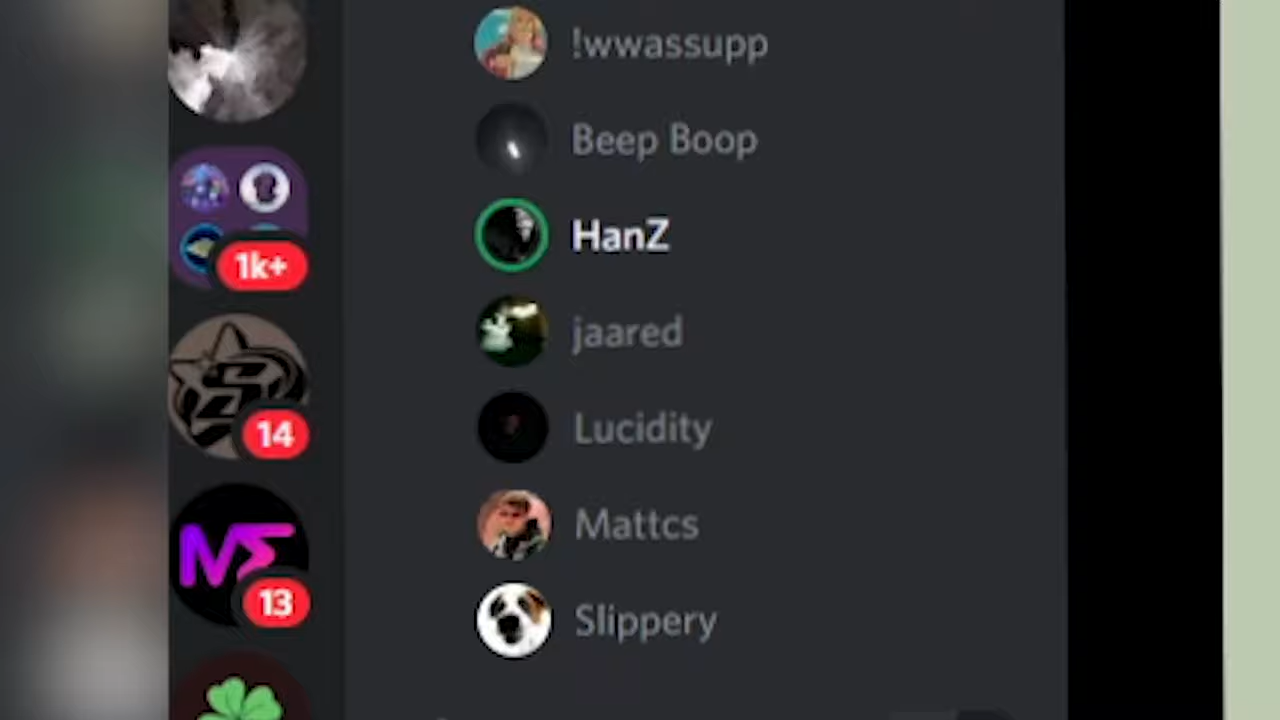 !wwassupp
Beep Boop
1k+
HanZ
jaared
14
Lucidity
Mattcs
13
Slippery